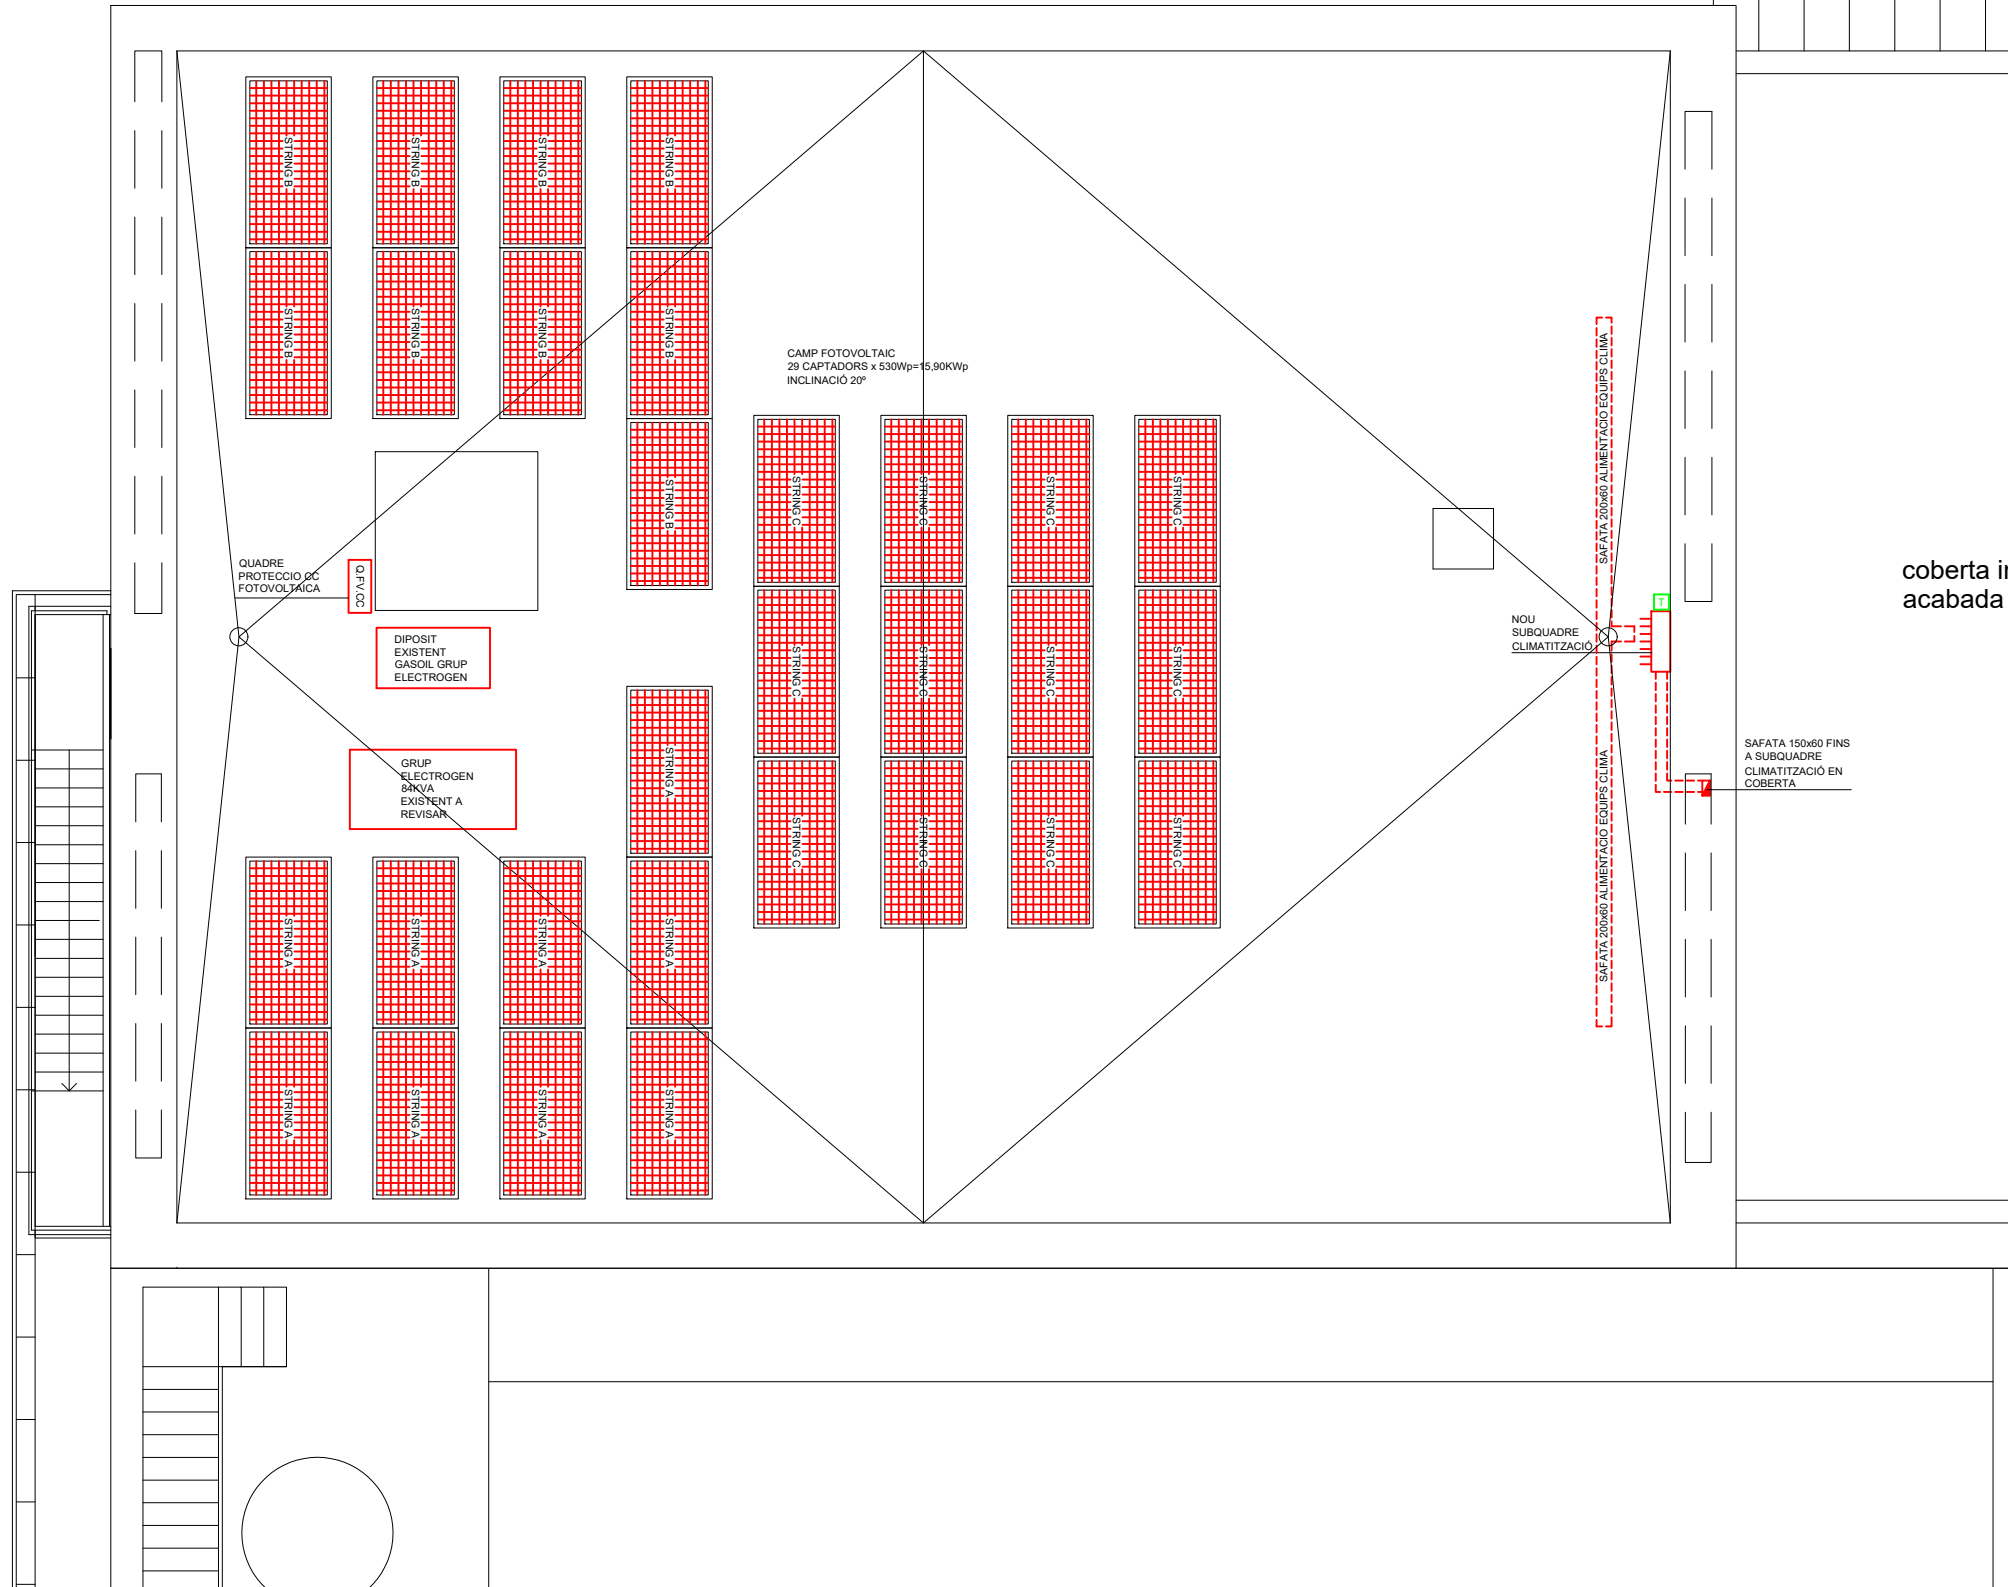 STRING B
STRING B
STRING B
STRING B
STRING B
STRING B
STRING B
STRING B
CAMP FOTOVOLTAIC
29 CAPTADORS x 530Wp=15,90KWp
INCLINACIÓ 20º
STRING B
STRING C
STRING C
STRING C
STRING C
SAFATA 200x60 ALIMENTACIO EQUIPS CLIMA
QUADRE
PROTECCIO CC
FOTOVOLTAICA
Q.FV.CC
coberta in
acabada
T
NOU
SUBQUADRE
CLIMATITZACIÓ
DIPOSIT
EXISTENT
GASOIL GRUP
ELECTROGEN
STRING C
STRING C
STRING C
STRING C
GRUP
ELECTROGEN
84KVA
EXISTENT A
REVISAR
STRING A
SAFATA 150x60 FINS
A SUBQUADRE
CLIMATITZACIÓ EN
COBERTA
STRING C
STRING C
STRING C
STRING C
SAFATA 200x60 ALIMENTACIO EQUIPS CLIMA
STRING A
STRING A
STRING A
STRING A
STRING A
STRING A
STRING A
STRING A